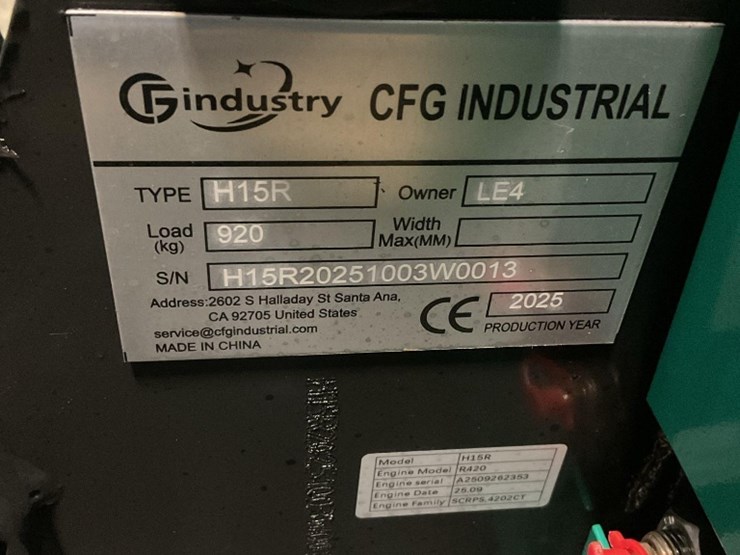 CFG industry CFG INDUSTRIAL
TYPE H15R Owner LE4
Load (kg) 920 Width Max(MM)
S/N H15R20251003W0013
Address:2602 S Halladay St Santa Ana,
CA 92705 United States
service@cfgindustrial.com
MADE IN CHINA
CE
2025
PRODUCTION YEAR
Model H15R
Engine Model R420
Engine serial A2509262353
Engine Date 25.09
Engine Family SCRPS.4202CT